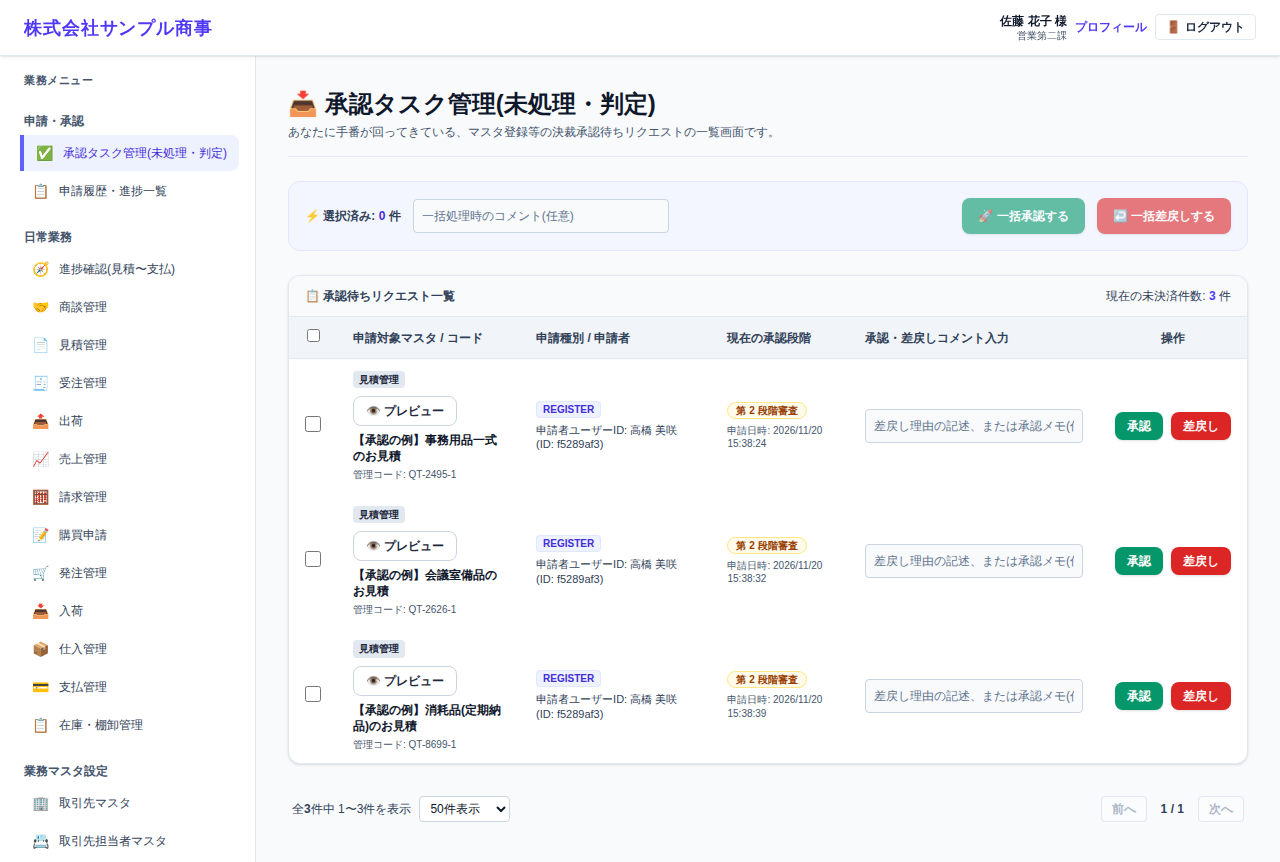 株式会社サンプル商事
佐藤 花子 様
営業第二課
プロフィール
🚪 ログアウト
業務メニュー
申請・承認
✅ 承認タスク管理(未処理・判定)
📋 申請履歴・進捗一覧
日常業務
🧭 進捗確認(見積〜支払)
🤝 商談管理
📄 見積管理
🧾 受注管理
📤 出荷
📈 売上管理
🧮 請求管理
📝 購買申請
🛒 発注管理
📥 入荷
📦 仕入管理
💳 支払管理
📋 在庫・棚卸管理
業務マスタ設定
🏢 取引先マスタ
📇 取引先担当者マスタ
📥 承認タスク管理(未処理・判定)
あなたに手番が回ってきている、マスタ登録等の決裁承認待ちリクエストの一覧画面です。
⚡ 選択済み: 0 件
一括処理時のコメント(任意)
🚀 一括承認する
↩️ 一括差戻しする
📋 承認待ちリクエスト一覧
現在の未決済件数: 3 件
申請対象マスタ / コード
申請種別 / 申請者
現在の承認段階
承認・差戻しコメント入力
操作
見積管理
👁️ プレビュー
【承認の例】事務用品一式
のお見積
管理コード: QT-2495-1
REGISTER
申請者ユーザーID: 高橋 美咲
(ID: f5289af3)
第 2 段階審査
申請日時: 2026/11/20
15:38:24
差戻し理由の記述、または承認メモ(
承認
差戻し
見積管理
👁️ プレビュー
【承認の例】会議室備品の
お見積
管理コード: QT-2626-1
REGISTER
申請者ユーザーID: 高橋 美咲
(ID: f5289af3)
第 2 段階審査
申請日時: 2026/11/20
15:38:32
差戻し理由の記述、または承認メモ(
承認
差戻し
見積管理
👁️ プレビュー
【承認の例】消耗品(定期納
品)のお見積
管理コード: QT-8699-1
REGISTER
申請者ユーザーID: 高橋 美咲
(ID: f5289af3)
第 2 段階審査
申請日時: 2026/11/20
15:38:39
差戻し理由の記述、または承認メモ(
承認
差戻し
全3件中 1〜3件を表示
50件表示
前へ
1 / 1
次へ